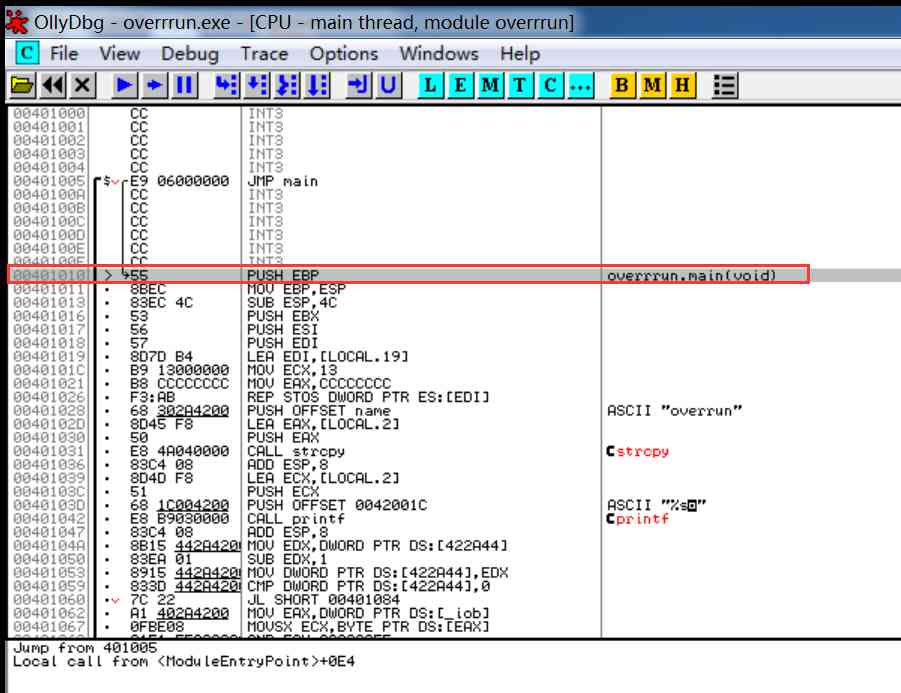 OllyDbg - overrrun.exe - [CPU - main thread, module overrrun]
C File View Debug Trace Options Windows Help
L E M T C ... B M H
00401000 CC INT3
00401001 CC INT3
00401002 CC INT3
00401003 CC INT3
00401004 CC INT3
00401005 $ E9 06000000 JMP main
0040100A CC INT3
0040100B CC INT3
0040100C CC INT3
0040100D CC INT3
0040100E CC INT3
0040100F CC INT3
00401010 > 55 PUSH EBP overrrun.main(void)
00401011 . 8BEC MOV EBP,ESP
00401013 . 83EC 4C SUB ESP,4C
00401016 . 53 PUSH EBX
00401017 . 56 PUSH ESI
00401018 . 57 PUSH EDI
00401019 . 8D7D B4 LEA EDI,[LOCAL.19]
0040101C . B9 13000000 MOV ECX,13
00401021 . B8 CCCCCCCC MOV EAX,CCCCCCCC
00401026 . F3:AB REP STOS DWORD PTR ES:[EDI]
00401028 . 68 302A4200 PUSH OFFSET name ASCII "overrun"
0040102D . 8D45 F8 LEA EAX,[LOCAL.2]
00401030 . 50 PUSH EAX
00401031 . E8 4A040000 CALL strcpy strcpy
00401036 . 83C4 08 ADD ESP,8
00401039 . 8D4D F8 LEA ECX,[LOCAL.2]
0040103C . 51 PUSH ECX
0040103D . 68 1C004200 PUSH OFFSET 0042001C ASCII "%s◙"
00401042 . E8 B9030000 CALL printf printf
00401047 . 83C4 08 ADD ESP,8
0040104A . 8B15 442A420 MOV EDX,DWORD PTR DS:[422A44]
00401050 . 83EA 01 SUB EDX,1
00401053 . 8915 442A420 MOV DWORD PTR DS:[422A44],EDX
00401059 . 833D 442A420 CMP DWORD PTR DS:[422A44],0
00401060 . 7C 22 JL SHORT 00401084
00401062 . A1 402A4200 MOV EAX,DWORD PTR DS:[_iob]
00401067 . 0FBE08 MOVSX ECX,BYTE PTR DS:[EAX]
Jump from 401005
Local call from <ModuleEntryPoint>+0E4